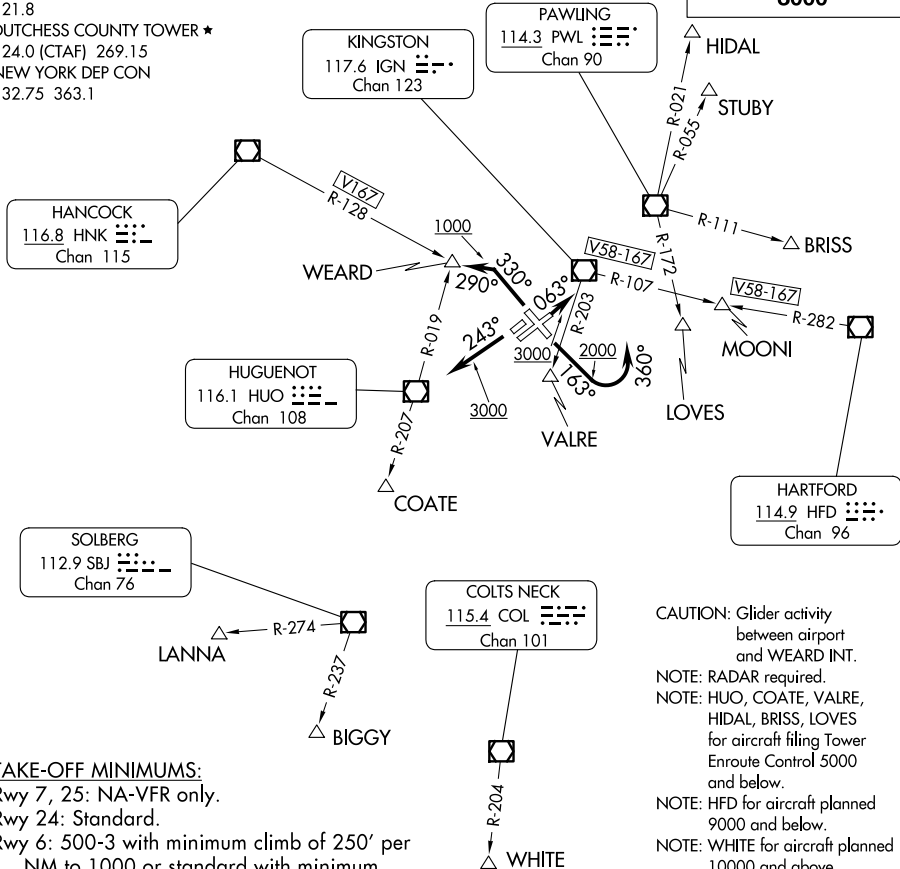 21.8
DUTCHESS COUNTY TOWER ★
24.0 (CTAF) 269.15
NEW YORK DEP CON
32.75 363.1
5000
KINGSTON
117.6 IGN
Chan 123
PAWLING
114.3 PWL
Chan 90
HIDAL
STUBY
R-021
R-055
HANCOCK
116.8 HNK
Chan 115
V167
R-128
WEARD
1000
330°
290°
063°
R-203
V58-167
R-107
R-172
R-111
BRISS
V58-167
R-282
MOONI
R-019
243°
3000
3000
2000
163°
360°
VALRE
LOVES
HUGUENOT
116.1 HUO
Chan 108
R-207
COATE
HARTFORD
114.9 HFD
Chan 96
SOLBERG
112.9 SBJ
Chan 76
R-274
LANNA
R-237
BIGGY
COLTS NECK
115.4 COL
Chan 101
R-204
WHITE
CAUTION: Glider activity
between airport
and WEARD INT.
NOTE: RADAR required.
NOTE: HUO, COATE, VALRE,
HIDAL, BRISS, LOVES
for aircraft filing Tower
Enroute Control 5000
and below.
NOTE: HFD for aircraft planned
9000 and below.
NOTE: WHITE for aircraft planned
10000 and above
TAKE-OFF MINIMUMS:
Rwy 7, 25: NA-VFR only.
Rwy 24: Standard.
Rwy 6: 500-3 with minimum climb of 250' per
NM to 1000 or standard with minimum